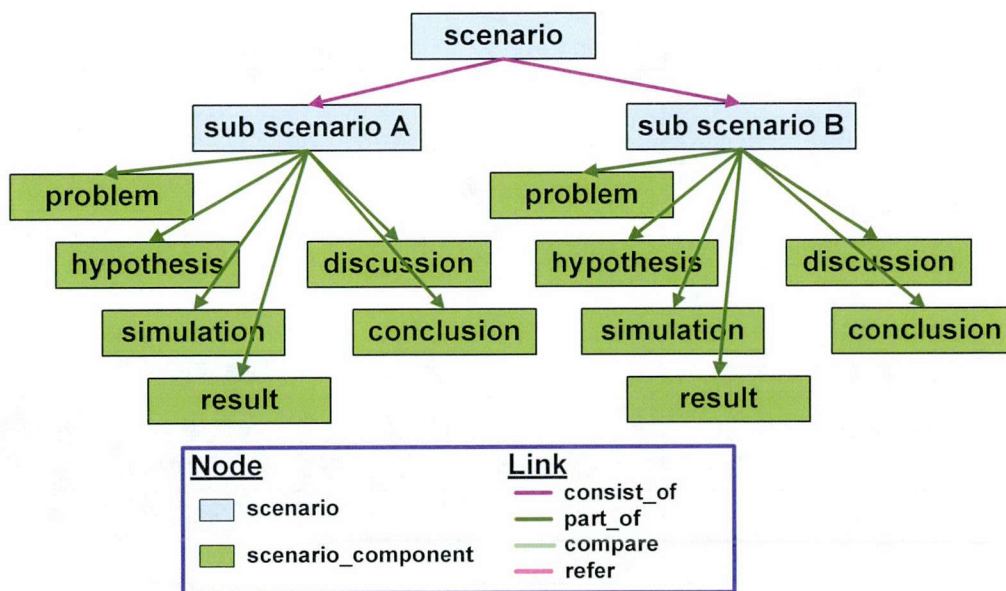 scenario
sub scenario A
sub scenario B
problem
problem
hypothesis
discussion
hypothesis
discussion
simulation
conclusion
simulation
conclusion
result
result
Node
Link
scenario
consist_of
part_of
scenario_component
compare
refer